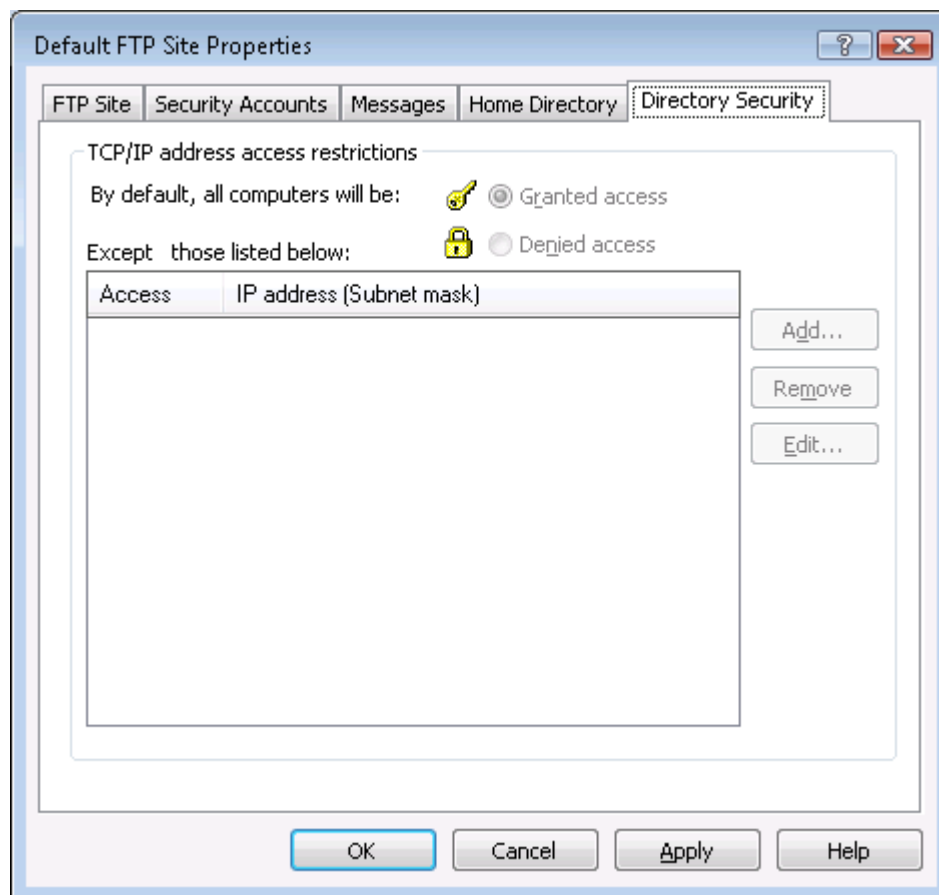 Default FTP Site Properties
FTP Site Security Accounts Messages Home Directory Directory Security
TCP/IP address access restrictions
By default, all computers will be: Granted access
Denied access
Except those listed below:
Access IP address (Subnet mask)
Add...
Remove
Edit...
OK Cancel Apply Help